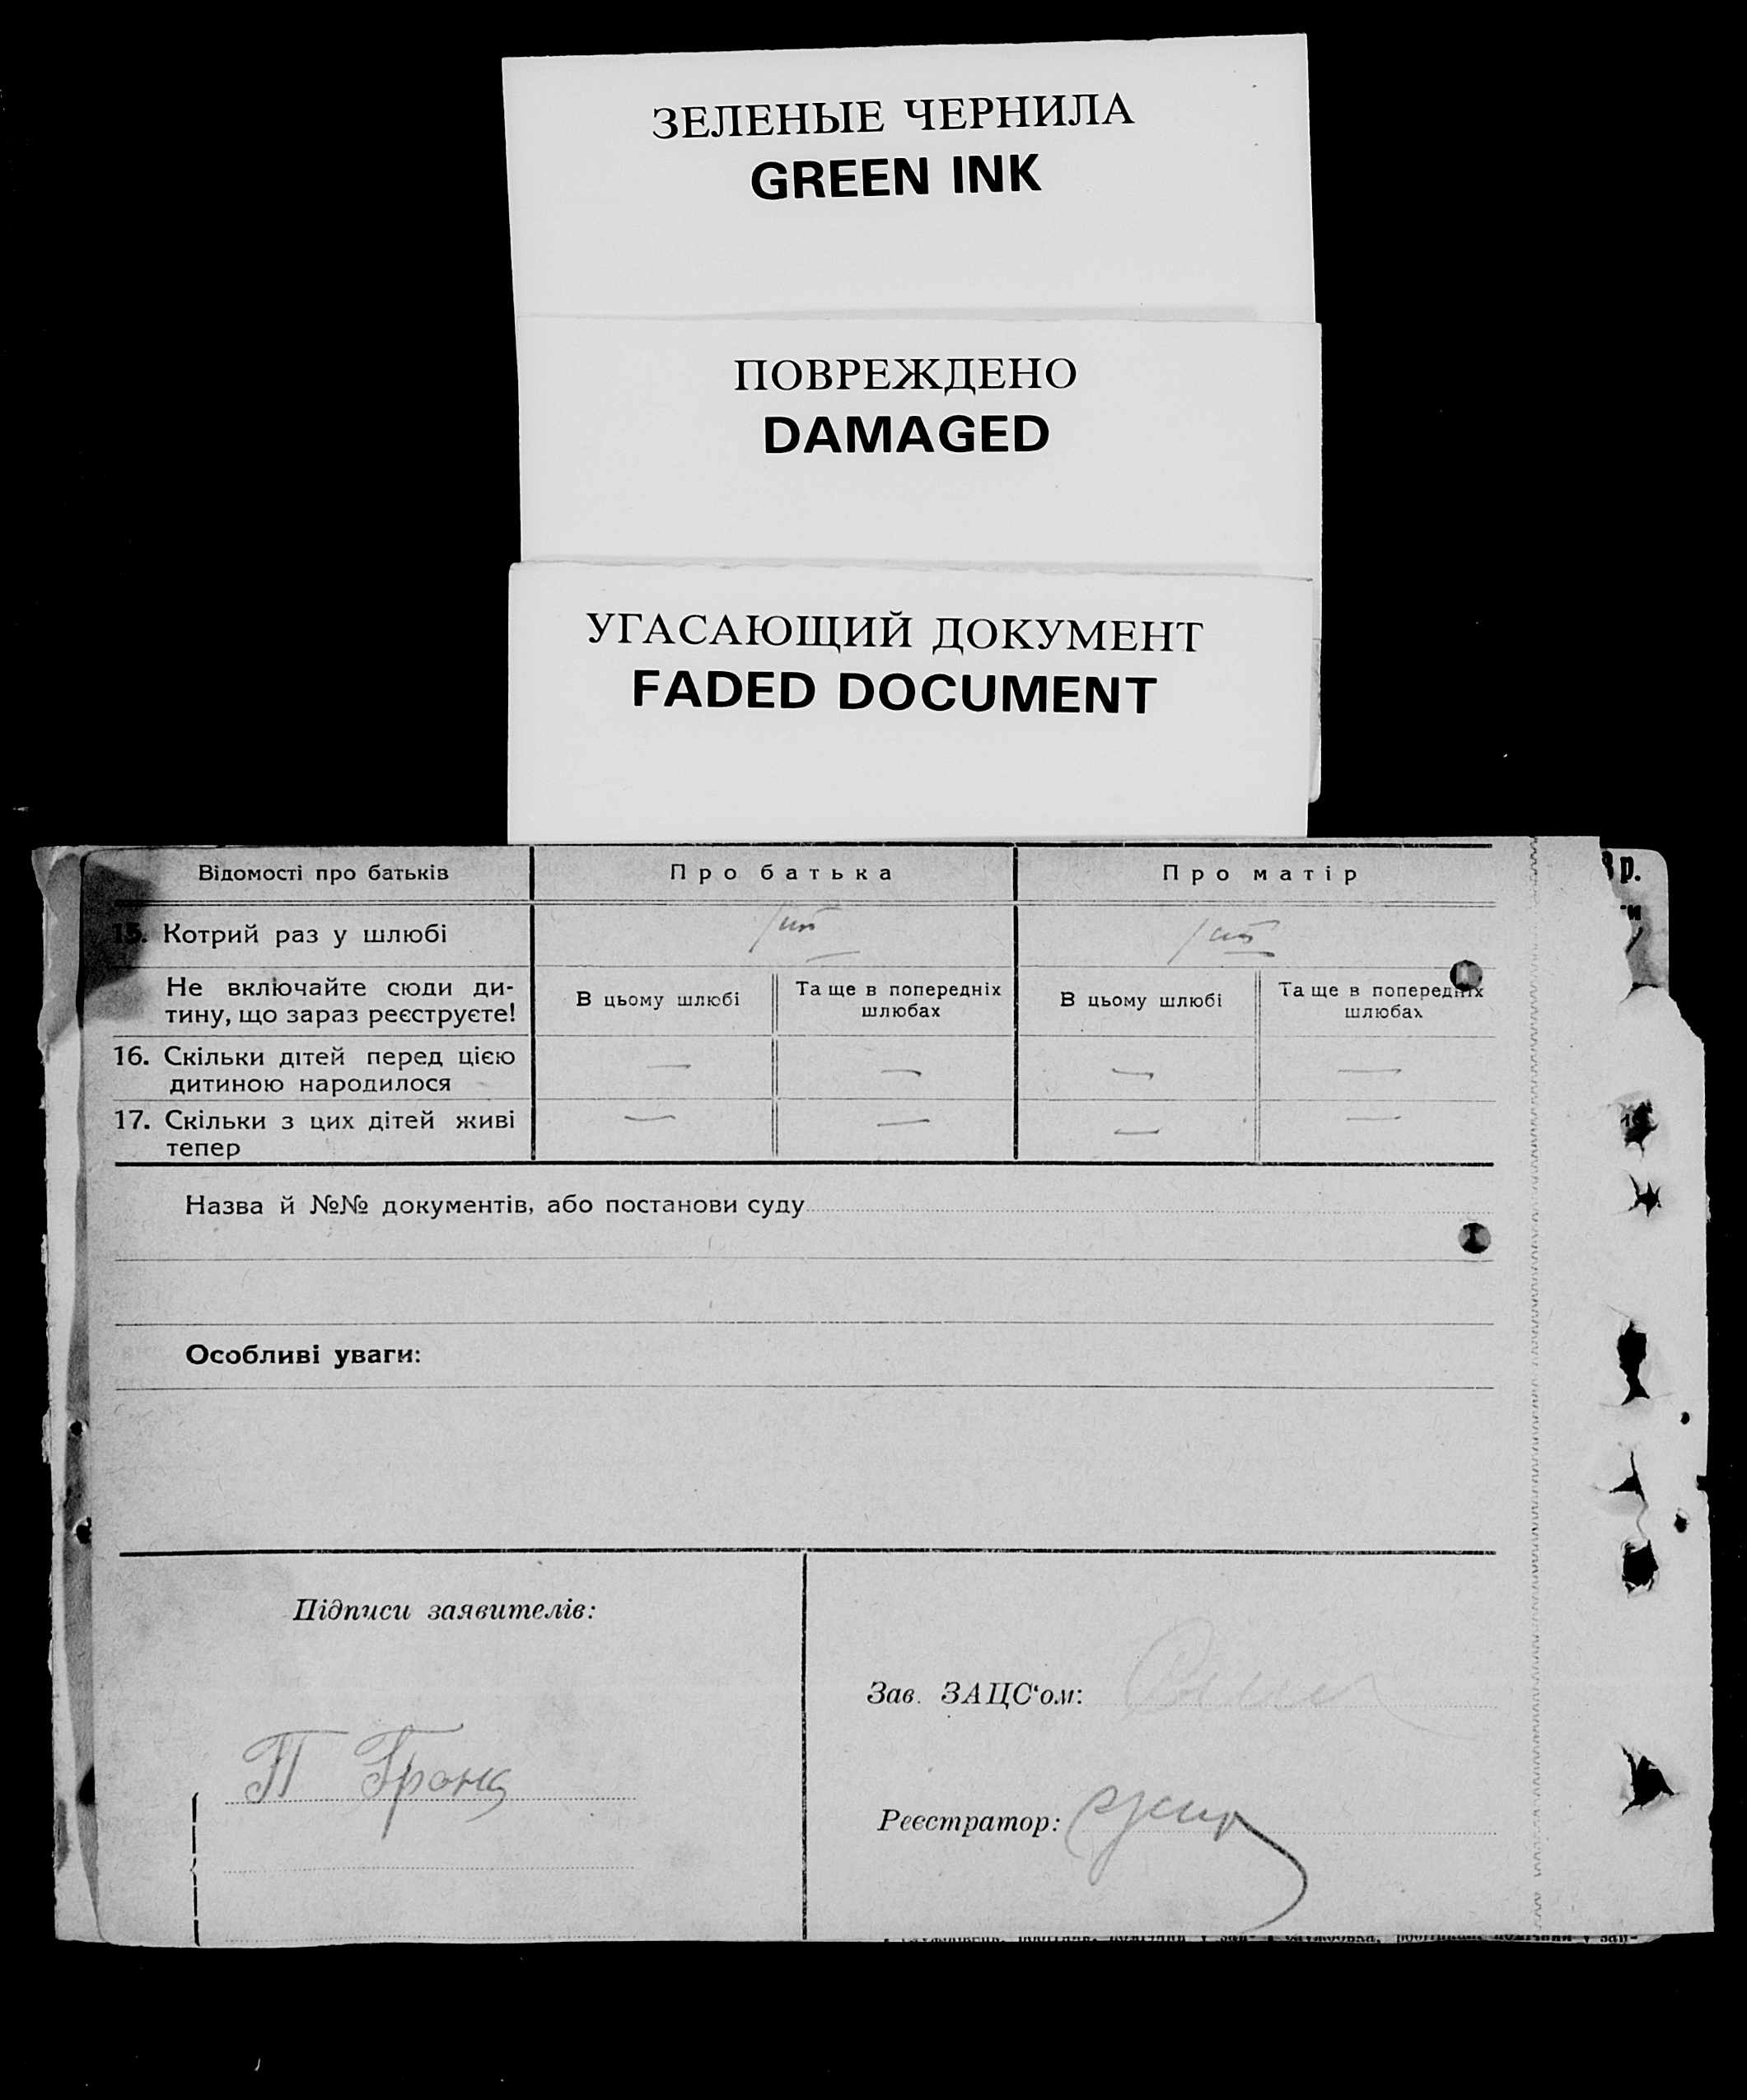 ЗЕЛЕНЫЕ ЧЕРНИЛА
GREEN INK
ПОВРЕЖДЕНО
DAMAGED
УГАСАЮЩИЙ ДОКУМЕНТ
FADED DOCUMENT
Відомості про батьків Про батька Про матір
р.
15. Котрий раз у шлюбі
Не включайте сюди ди-
тину, що зараз реєструєте!
В цьому шлюбі
Та ще в попередніх
шлюбах
В цьому шлюбі
Та ще в попередніх
шлюбах
16. Скільки дітей перед цією
дитиною народилося
— — — —
17. Скільки з цих дітей живі
тепер
— — — —
Назва й №№ документів, або постанови суду
Особливі уваги:
Підписи заявителів:
Зав. ЗАЦС‘ом:
П
Реєстратор: